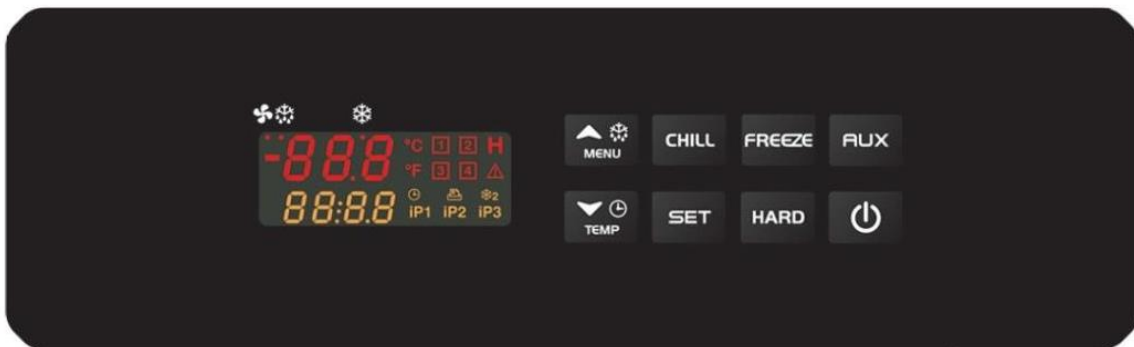 -88.8 °C 1 2 H
°F 3 4
88:8.8 iP1 iP2 iP3
MENU CHILL FREEZE AUX
TEMP SET HARD